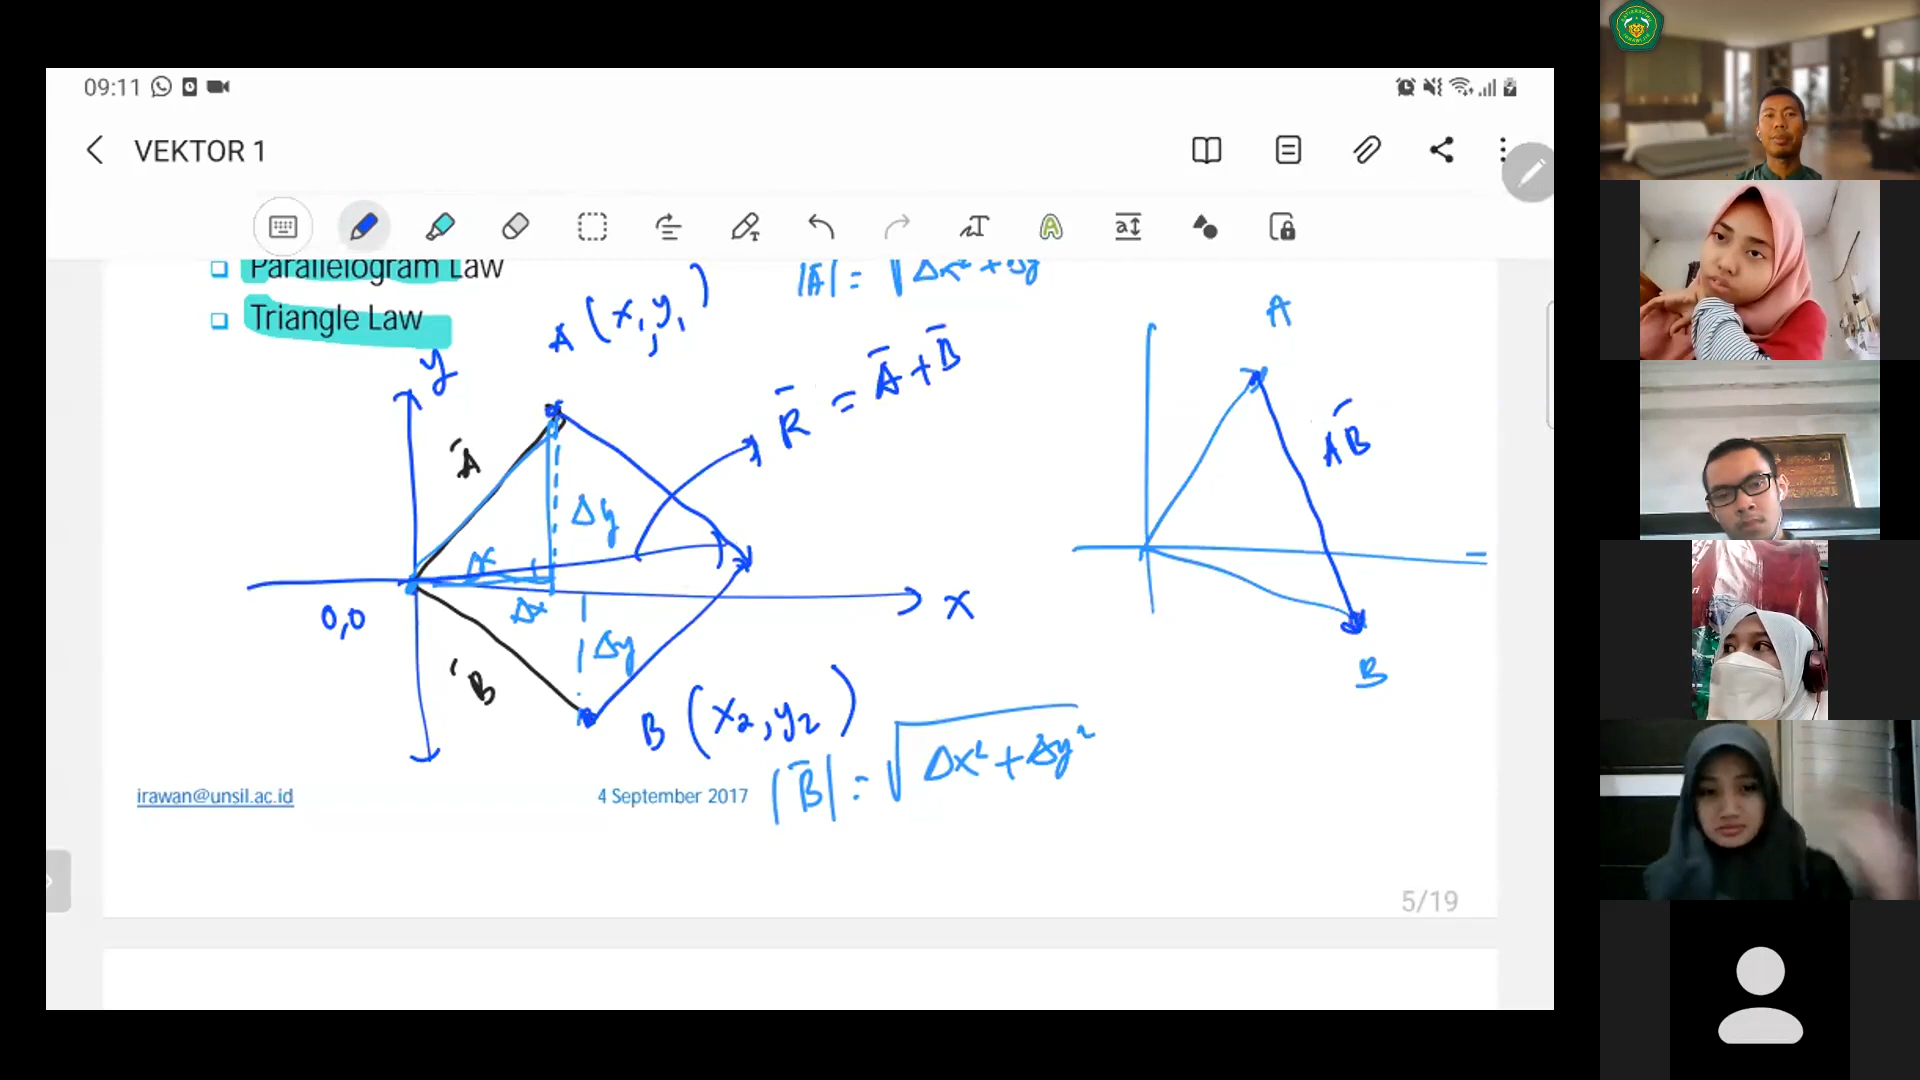 09:11
VEKTOR 1
Parallelogram Law
Triangle Law
|Ā| = √Δx² + Δy
A (x₁, y₁)
y
R̄ = Ā + B̄
Ā
Δy
Δx
0,0
x
Δy
B̄
B (x₂, y₂)
|B̄| = √Δx² + Δy²
A
AB̄
B
irawan@unsil.ac.id
4 September 2017
5/19